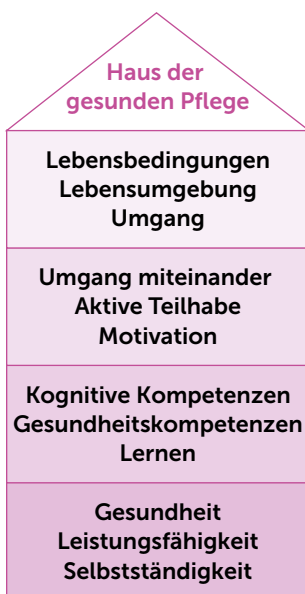 Haus der
gesunden Pflege
Lebensbedingungen
Lebensumgebung
Umgang
Umgang miteinander
Aktive Teilhabe
Motivation
Kognitive Kompetenzen
Gesundheitskompetenzen
Lernen
Gesundheit
Leistungsfähigkeit
Selbstständigkeit